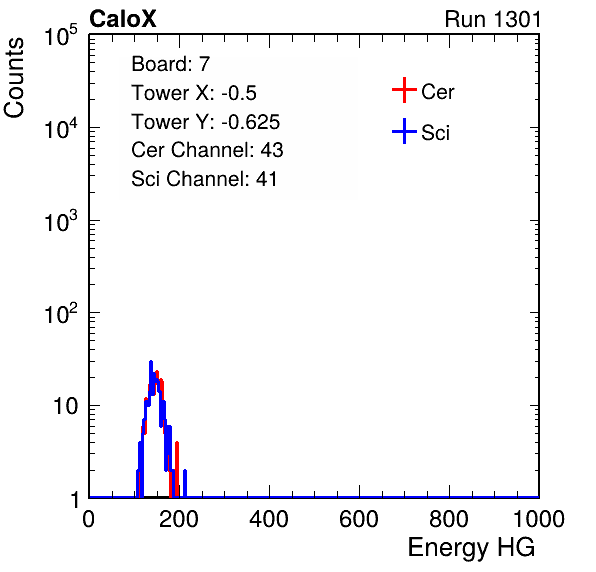 CaloX
Run 1301
Counts
10^5
10^4
10^3
10^2
10
1
Board: 7
Tower X: -0.5
Tower Y: -0.625
Cer Channel: 43
Sci Channel: 41
Cer
Sci
0 200 400 600 800 1000
Energy HG